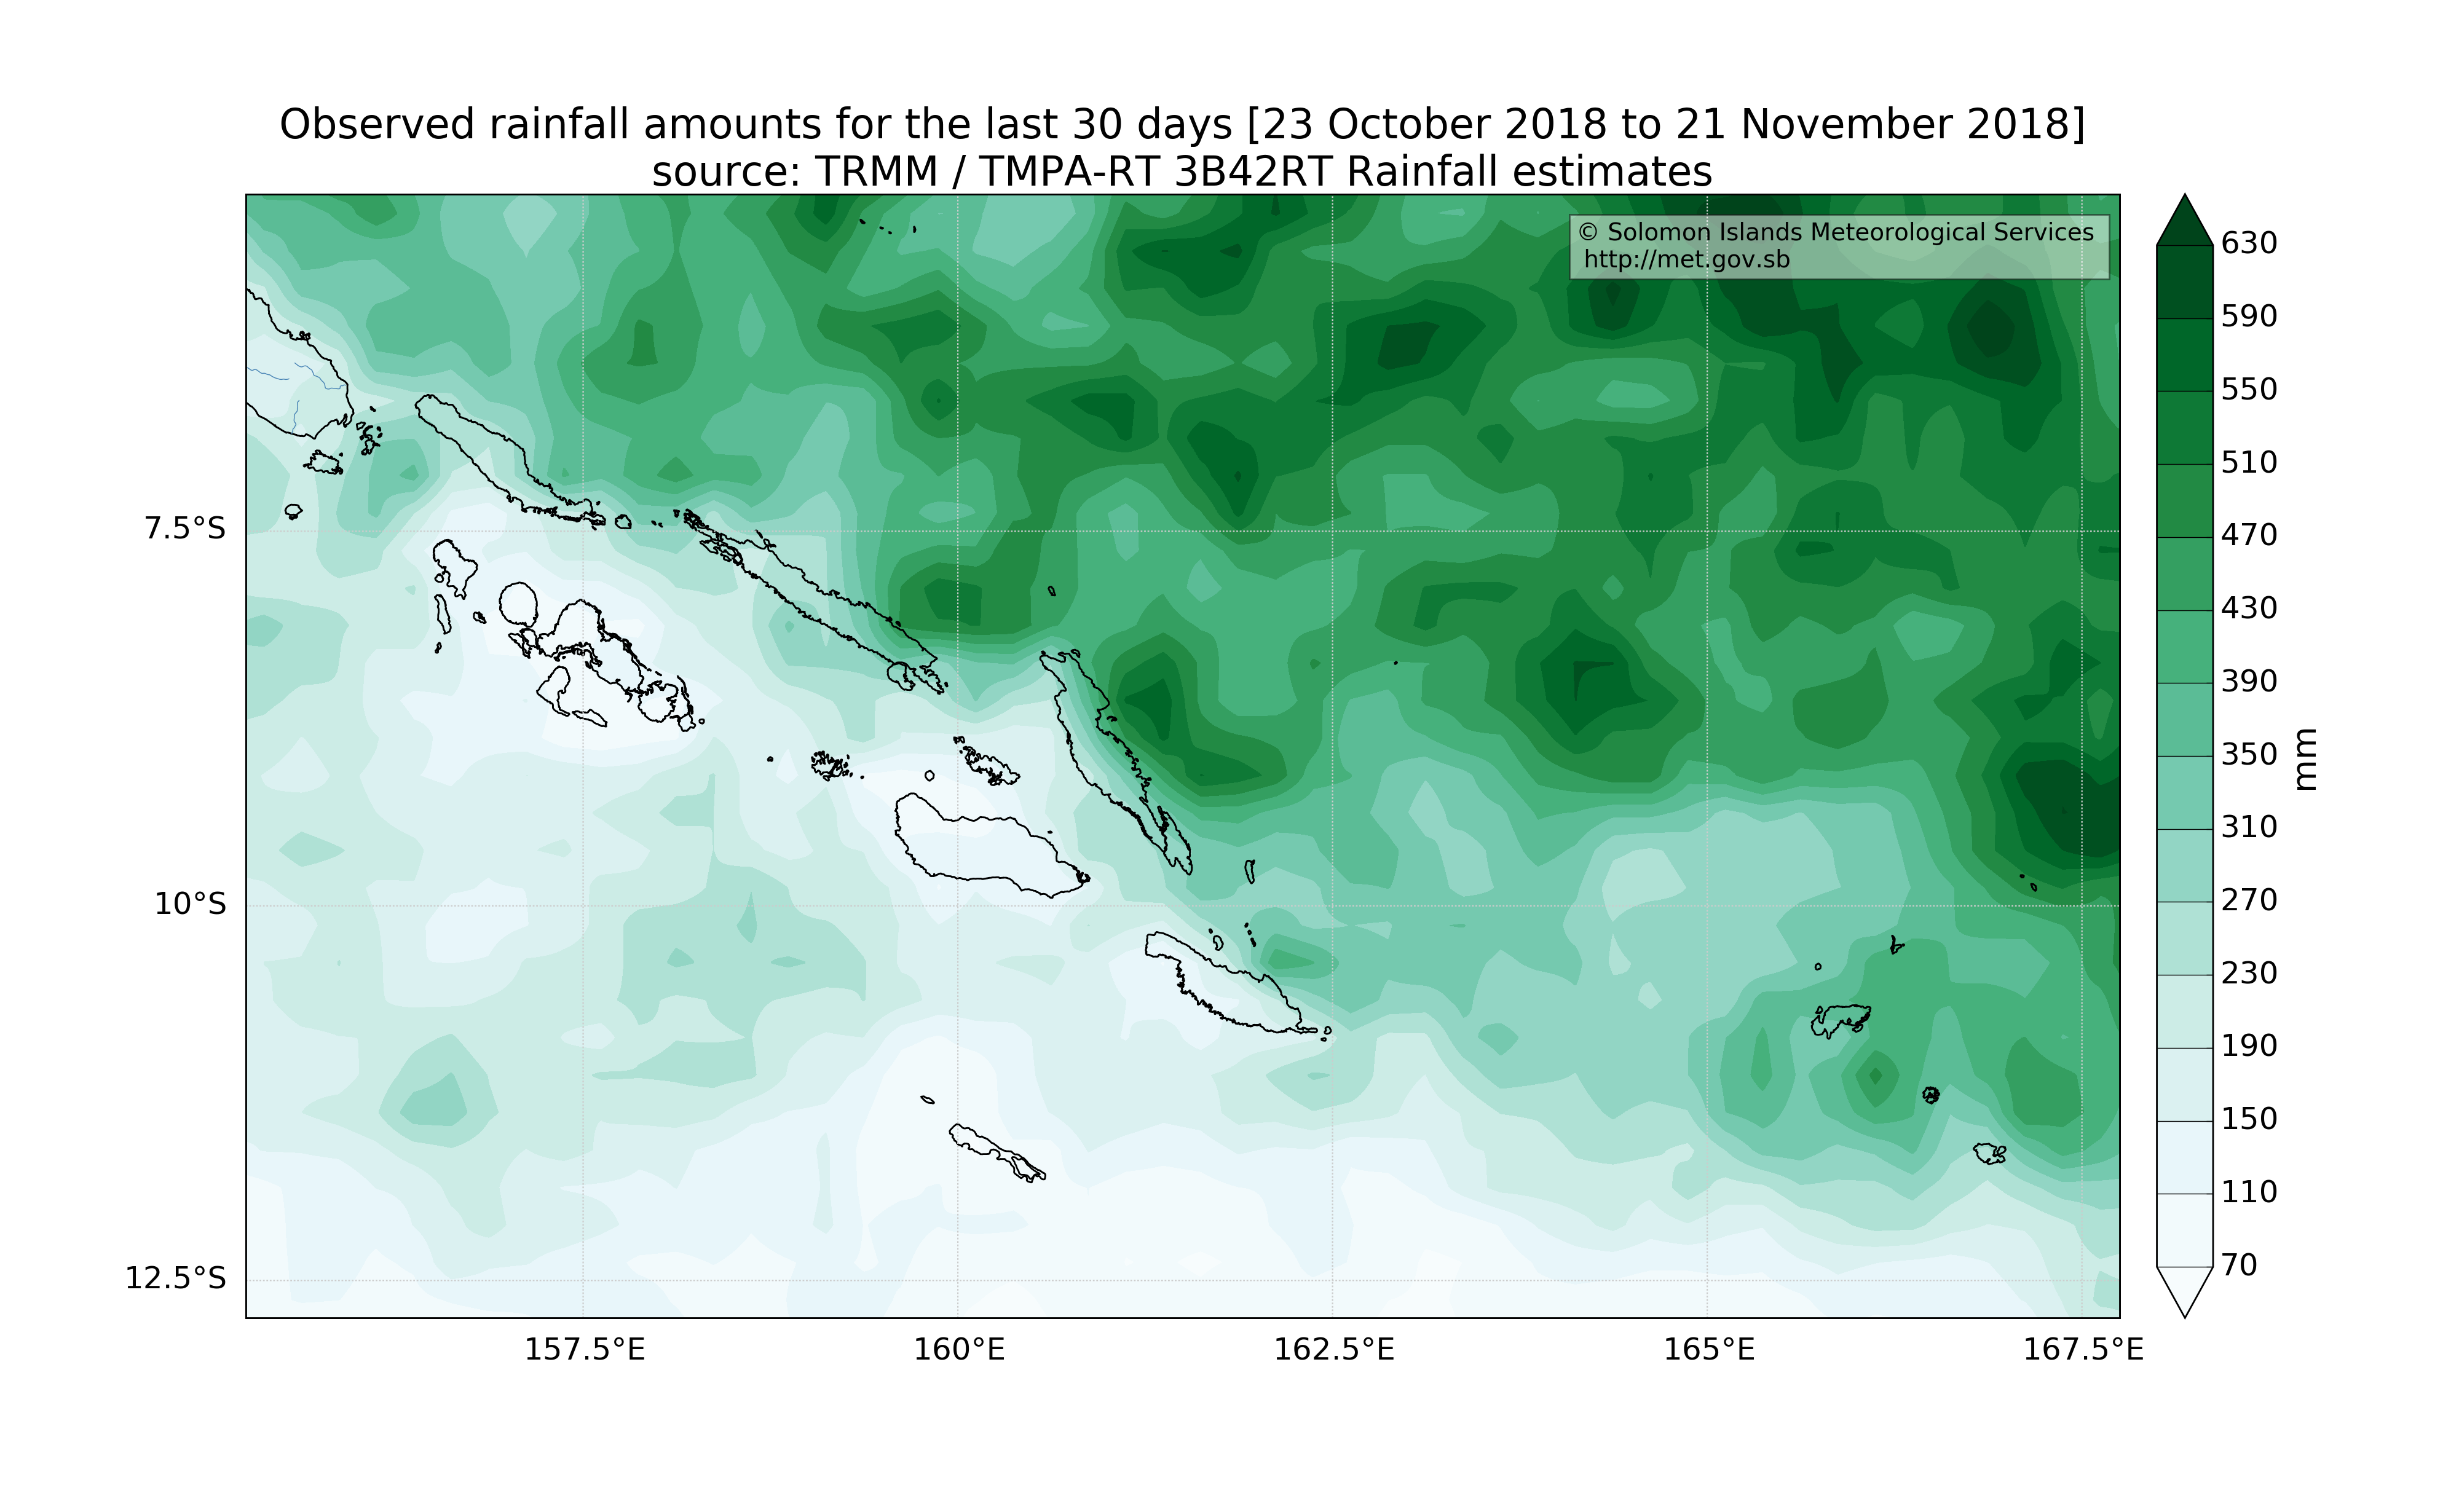 Observed rainfall amounts for the last 30 days [23 October 2018 to 21 November 2018]
source: TRMM / TMPA-RT 3B42RT Rainfall estimates
© Solomon Islands Meteorological Services
http://met.gov.sb
630
590
550
510
470
430
390
350
310
270
230
190
150
110
70
mm
7.5°S
10°S
12.5°S
157.5°E
160°E
162.5°E
165°E
167.5°E